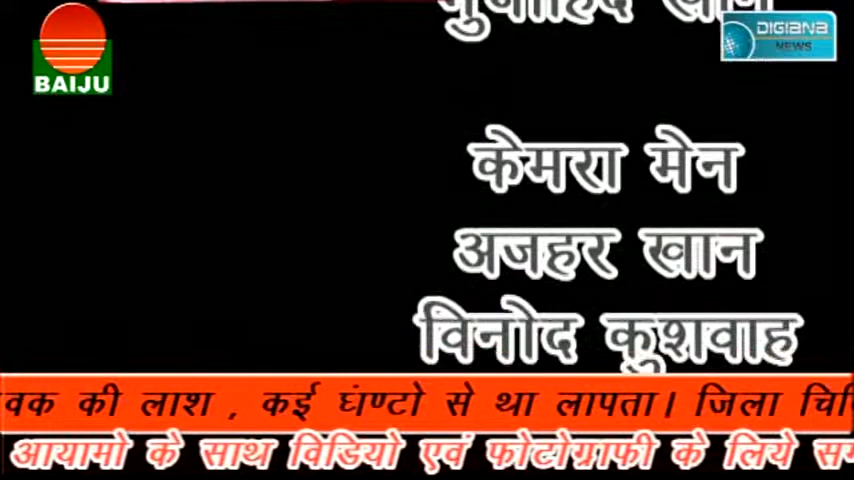 BAIJU
DIGIANA
NEWS
केमरा मेन
अजहर खान
विनोद कुशवाह
की लाश , कई घंण्टो से था लापता। जिला
आयामो के साथ विडियो एवं फोटोग्राफी के लिये